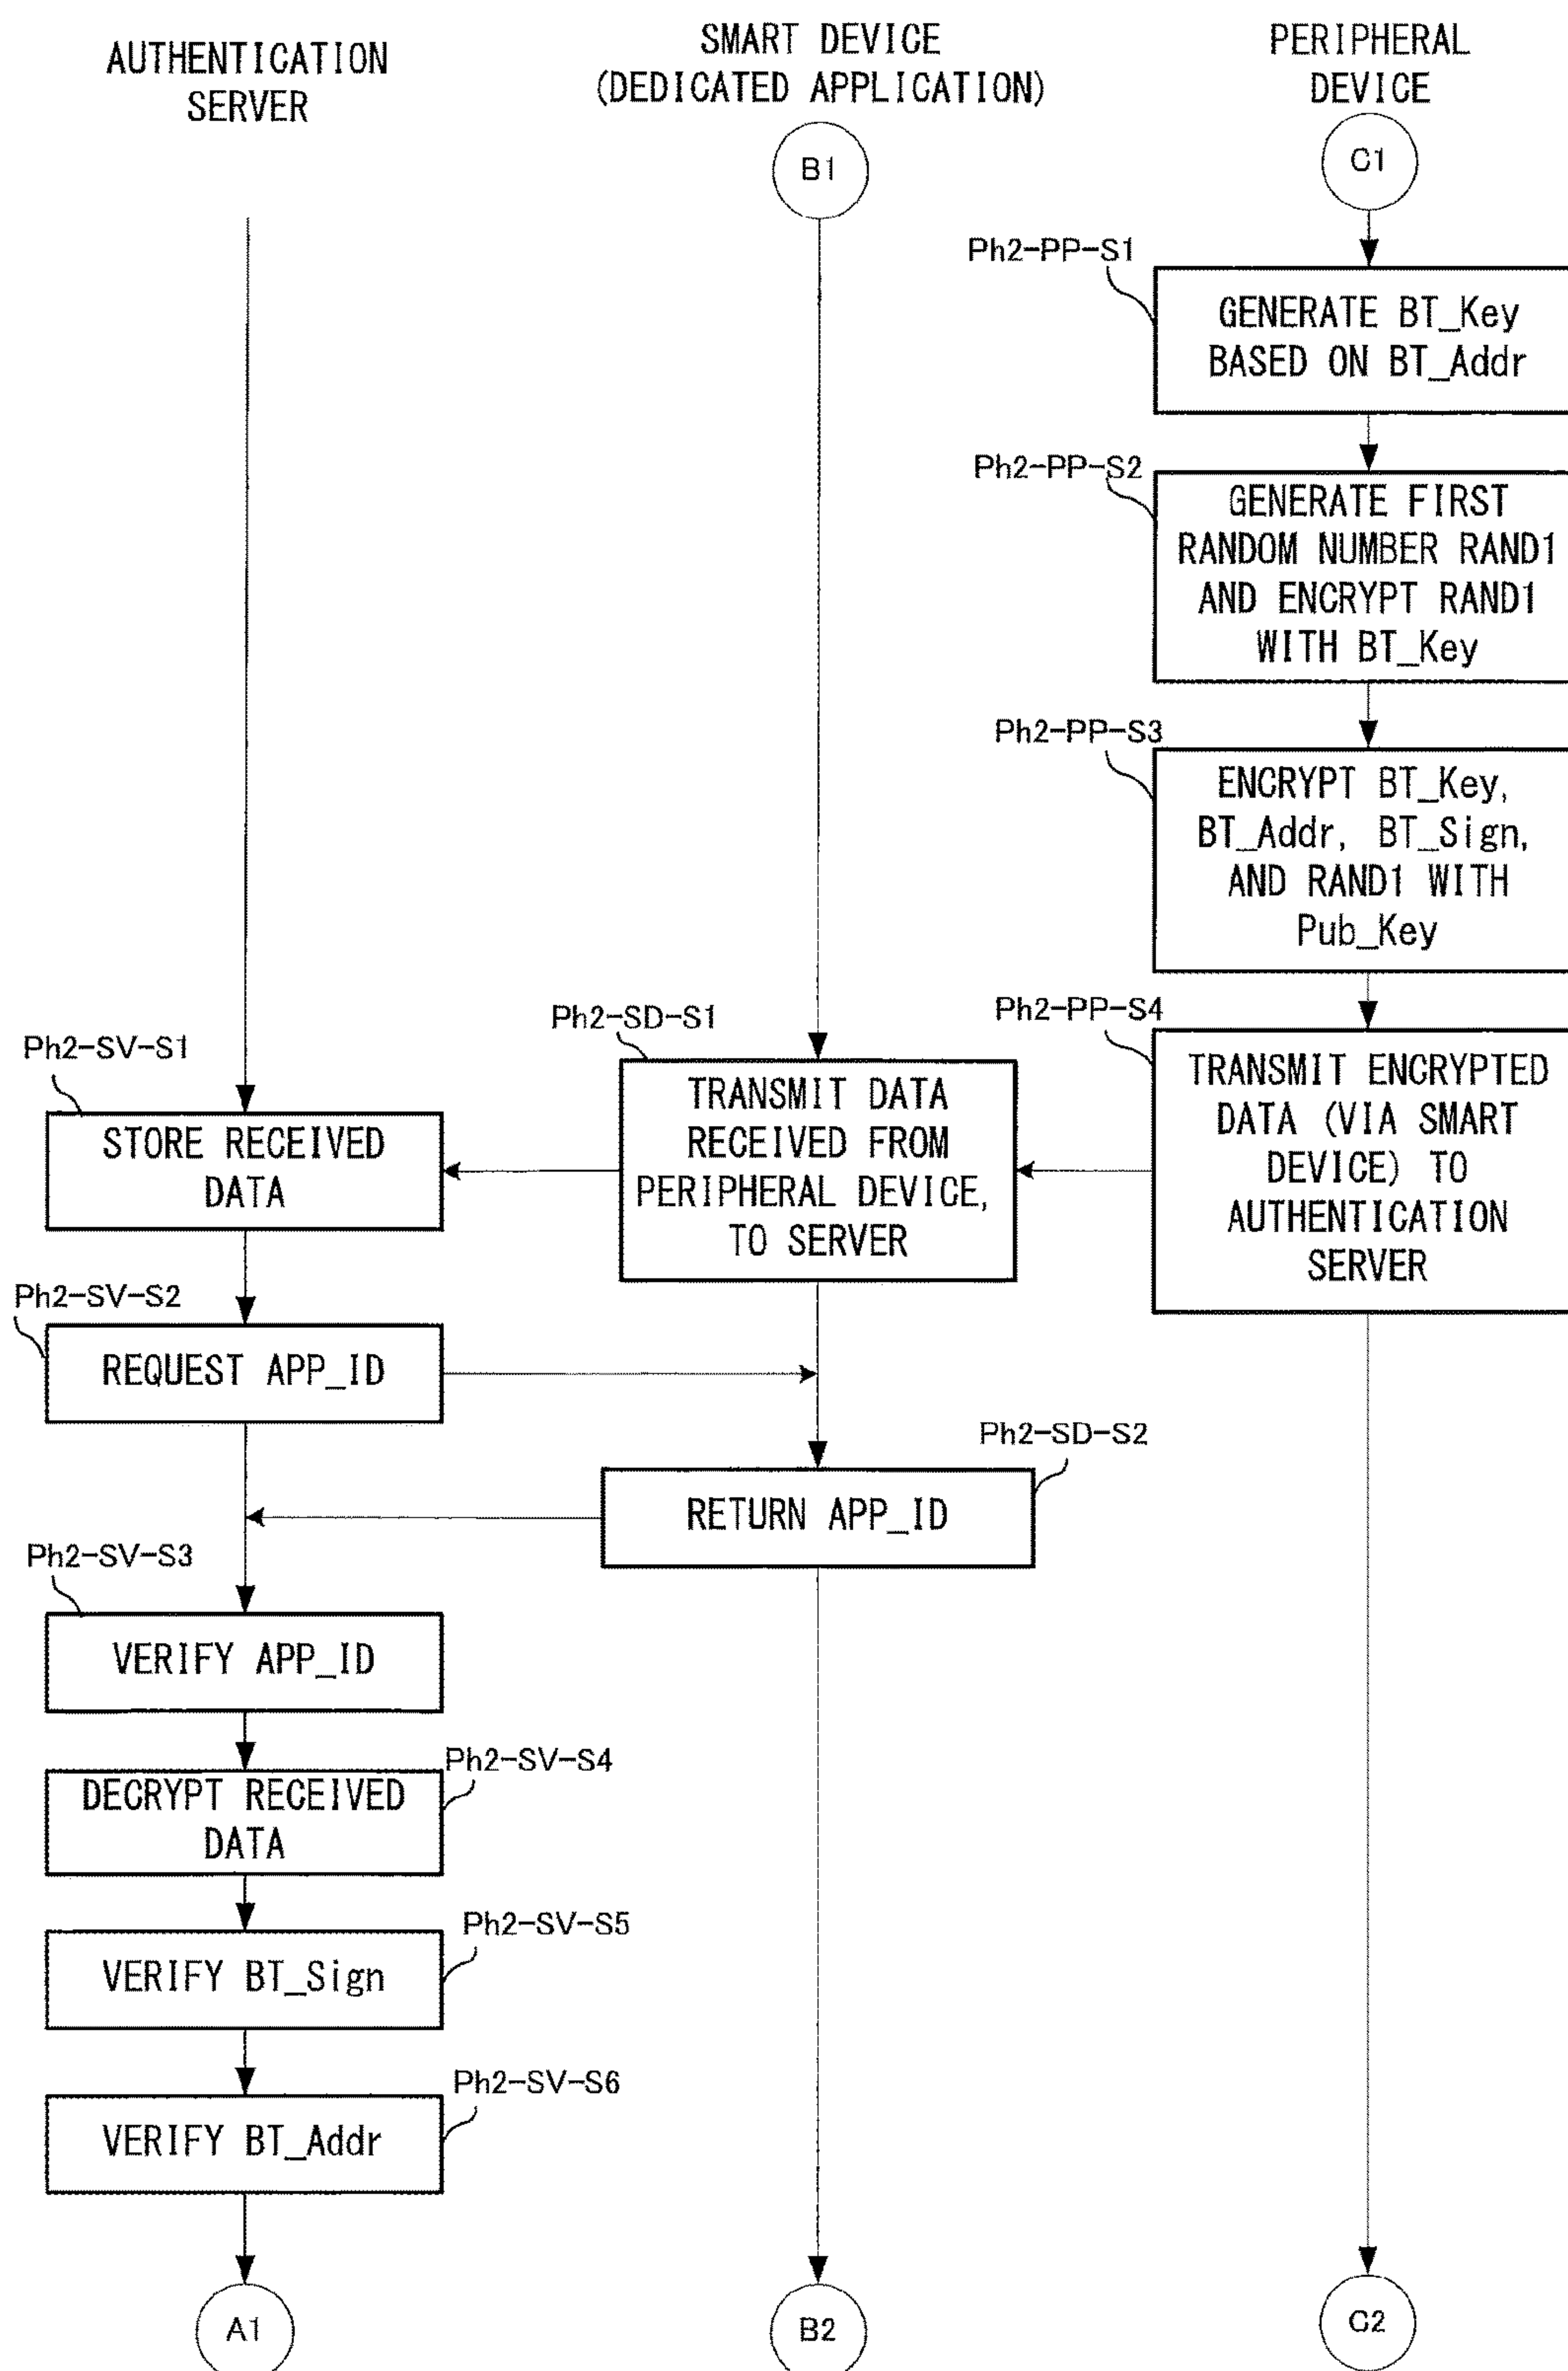 AUTHENTICATION
SERVER
SMART DEVICE
(DEDICATED APPLICATION)
PERIPHERAL
DEVICE
B1
C1
Ph2-PP-S1
GENERATE BT_Key
BASED ON BT_Addr
Ph2-PP-S2
GENERATE FIRST
RANDOM NUMBER RAND1
AND ENCRYPT RAND1
WITH BT_Key
Ph2-PP-S3
ENCRYPT BT_Key,
BT_Addr, BT_Sign,
AND RAND1 WITH
Pub_Key
Ph2-PP-S4
TRANSMIT ENCRYPTED
DATA (VIA SMART
DEVICE) TO
AUTHENTICATION
SERVER
Ph2-SD-S1
TRANSMIT DATA
RECEIVED FROM
PERIPHERAL DEVICE,
TO SERVER
Ph2-SV-S1
STORE RECEIVED
DATA
Ph2-SV-S2
REQUEST APP_ID
Ph2-SD-S2
RETURN APP_ID
Ph2-SV-S3
VERIFY APP_ID
Ph2-SV-S4
DECRYPT RECEIVED
DATA
Ph2-SV-S5
VERIFY BT_Sign
Ph2-SV-S6
VERIFY BT_Addr
A1
B2
C2